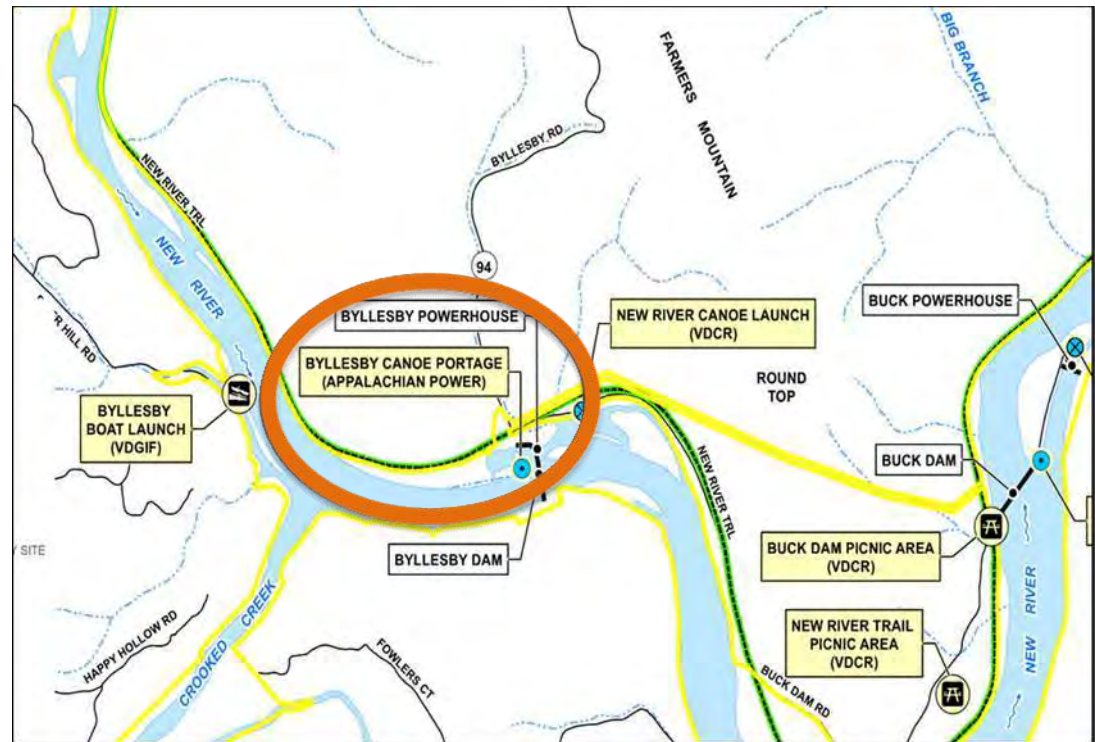 FARMERS MOUNTAIN
BIG BRANCH
BYLLESBY RD
NEW RIVER TRL
NEW RIVER
94
BYLLESBY POWERHOUSE
NEW RIVER CANOE LAUNCH
(VDCR)
BUCK POWERHOUSE
BYLLESBY CANOE PORTAGE
(APPALACHIAN POWER)
HILL RD
ROUND
TOP
BYLLESBY
BOAT LAUNCH
(VDGIF)
NEW RIVER TRL
BUCK DAM
BYLLESBY DAM
Y SITE
BUCK DAM PICNIC AREA
(VDCR)
NEW RIVER
HAPPY HOLLOW RD
CROOKED CREEK
FOWLERS CT
NEW RIVER TRAIL
PICNIC AREA
(VDCR)
BUCK DAM RD